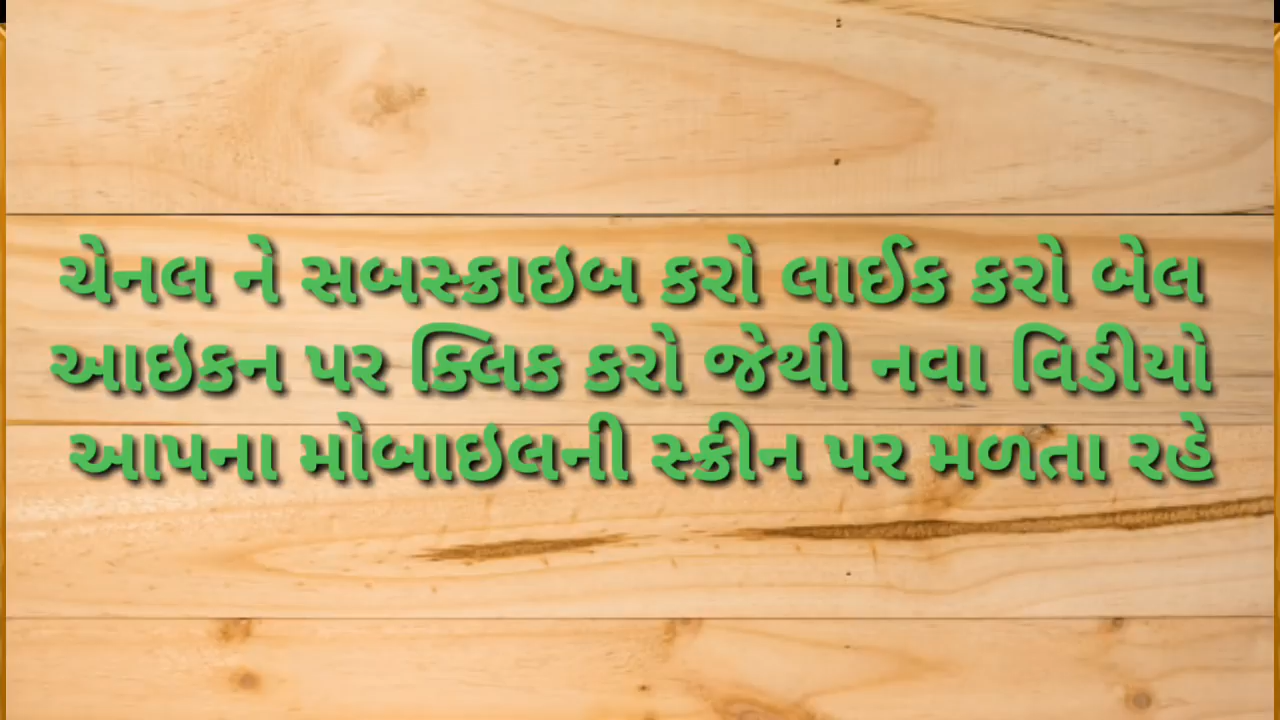 ચેનલ ને સબસ્ક્રાઇબ કરો લાઈક કરો બેલ
આઇકન પર ક્લિક કરો જેથી નવા વિડીયો
આપના મોબાઇલની સ્ક્રીન પર મળતા રહે